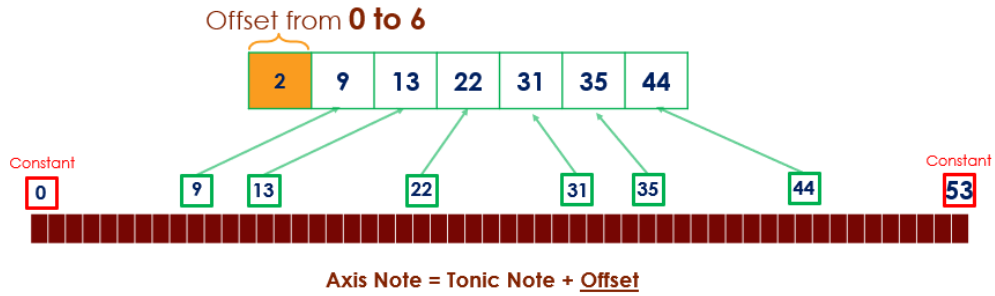 Offset from 0 to 6
2 9 13 22 31 35 44
Constant Constant
0 9 13 22 31 35 44 53
Axis Note = Tonic Note + Offset